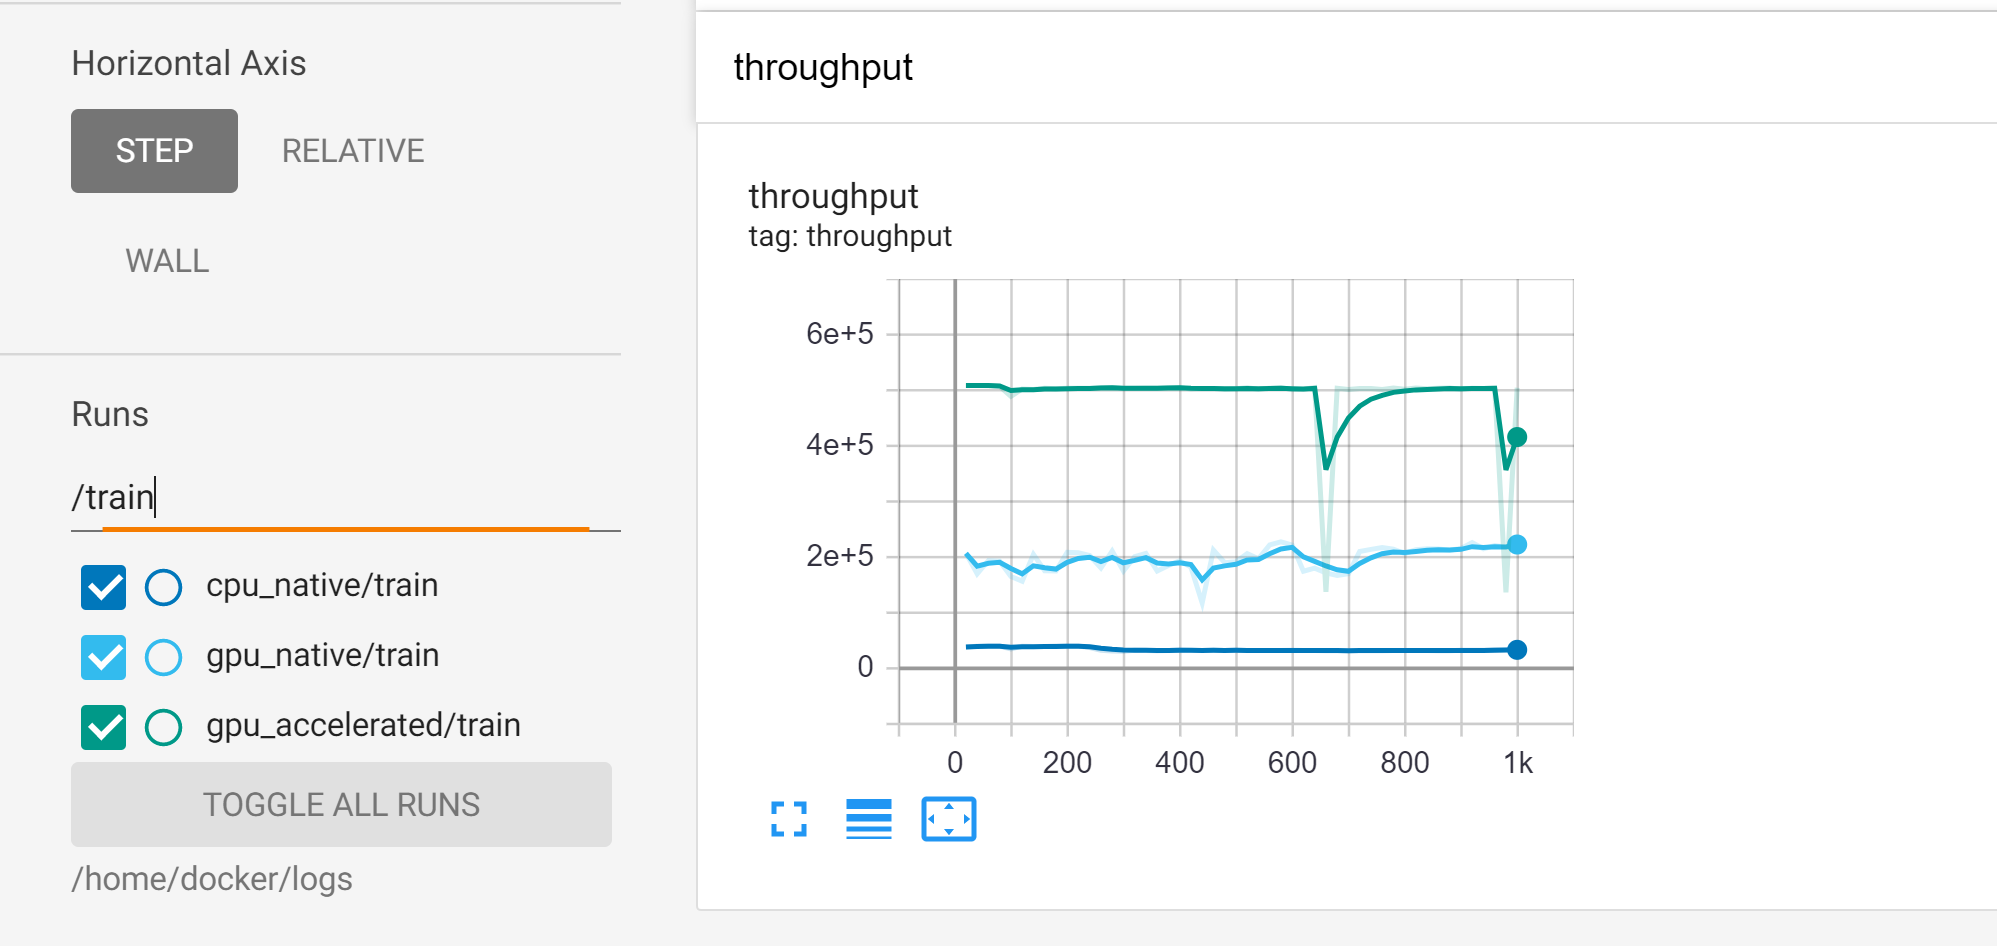 Horizontal Axis
STEP
RELATIVE
WALL
Runs
/train
cpu_native/train
gpu_native/train
gpu_accelerated/train
TOGGLE ALL RUNS
/home/docker/logs
throughput
throughput
tag: throughput
6e+5
4e+5
2e+5
0
0 200 400 600 800 1k